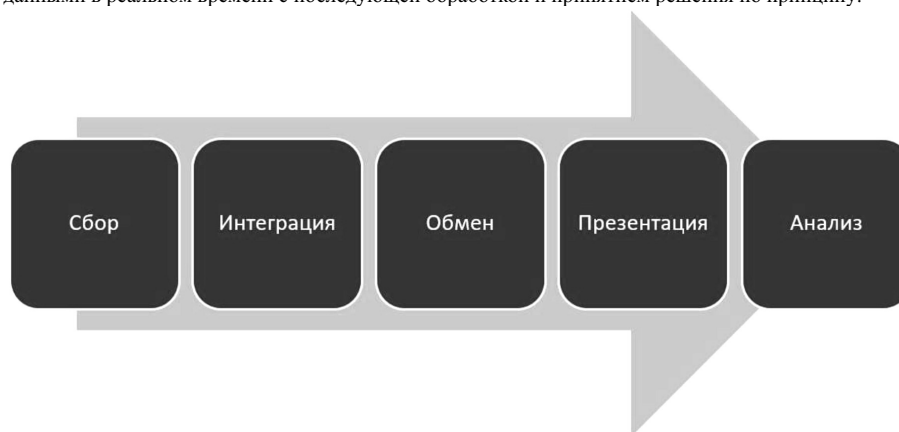 данными в реальном времени с последующей обработкой и принятием решения по принципу:
Сбор
Интеграция
Обмен
Презентация
Анализ